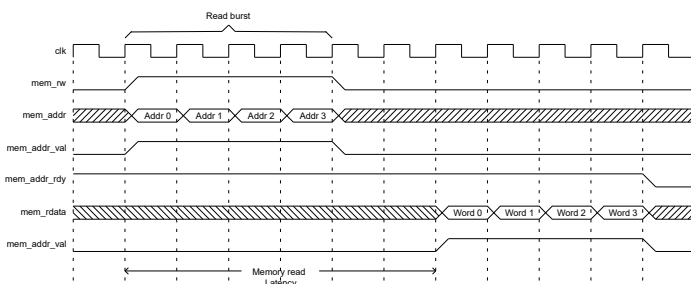 Read burst
clk
mem_rw
mem_addr Addr 0 Addr 1 Addr 2 Addr 3
mem_addr_val
mem_addr_rdy
mem_rdata Word 0 Word 1 Word 2 Word 3
mem_addr_val
Memory read
Latency